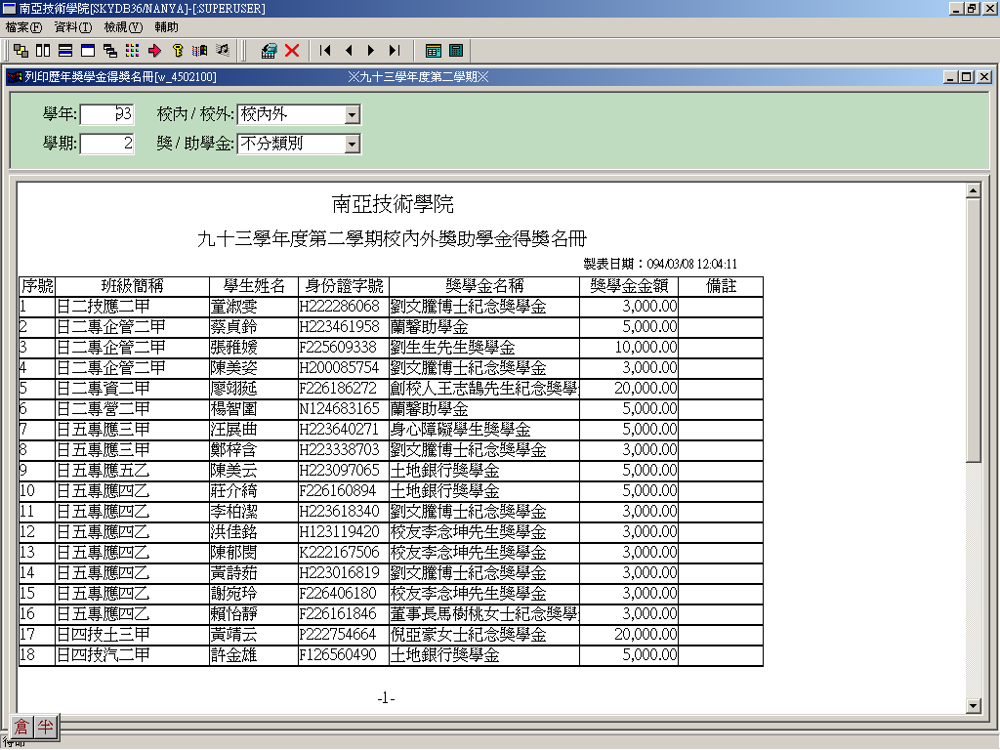 南亞技術學院[SKYDB36/NANYA]-[:SUPERUSER]
檔案(F) 資料(I) 檢視(V) 輔助
列印歷年獎學金得獎名冊[w_4502100] ※九十三學年度第二學期※
學年: 93 校內 / 校外: 校內外
學期: 2 獎 / 助學金: 不分類別
南亞技術學院
九十三學年度第二學期校內外獎助學金得獎名冊
製表日期：094/03/08 12:04:11
序號 班級簡稱 學生姓名 身份證字號 獎學金名稱 獎學金金額 備註
1 日二技應二甲 童淑雯 H222286068 劉文騰博士紀念獎學金 3,000.00
2 日二專企管二甲 蔡貞鈴 H223461958 蘭馨助學金 5,000.00
3 日二專企管二甲 張稚媛 F225609338 劉生生先生獎學金 10,000.00
4 日二專企管二甲 陳美姿 H200085754 劉文騰博士紀念獎學金 3,000.00
5 日二專資二甲 廖翊延 F226186272 創校人王志鵠先生紀念獎學 20,000.00
6 日二專營二甲 楊智圍 N124683165 蘭馨助學金 5,000.00
7 日五專應三甲 汪展曲 H223640271 身心障礙學生獎學金 5,000.00
8 日五專應三甲 鄭梓含 H223338703 劉文騰博士紀念獎學金 3,000.00
9 日五專應五乙 陳美云 H223097065 土地銀行獎學金 5,000.00
10 日五專應四乙 莊介綺 F226160894 土地銀行獎學金 5,000.00
11 日五專應四乙 李柏潔 H223618340 劉文騰博士紀念獎學金 3,000.00
12 日五專應四乙 洪佳銘 H123119420 校友李念坤先生獎學金 3,000.00
13 日五專應四乙 陳郁閔 K222167506 校友李念坤先生獎學金 3,000.00
14 日五專應四乙 黃詩茹 H223016819 劉文騰博士紀念獎學金 3,000.00
15 日五專應四乙 謝宛玲 F226406180 校友李念坤先生獎學金 3,000.00
16 日五專應四乙 賴怡靜 F226161846 董事長馬樹桃女士紀念獎學 3,000.00
17 日四技土三甲 黃靖云 P222754664 倪亞豪女士紀念獎學金 20,000.00
18 日四技汽二甲 許金雄 F126560490 土地銀行獎學金 5,000.00
-1-
倉 半
待命